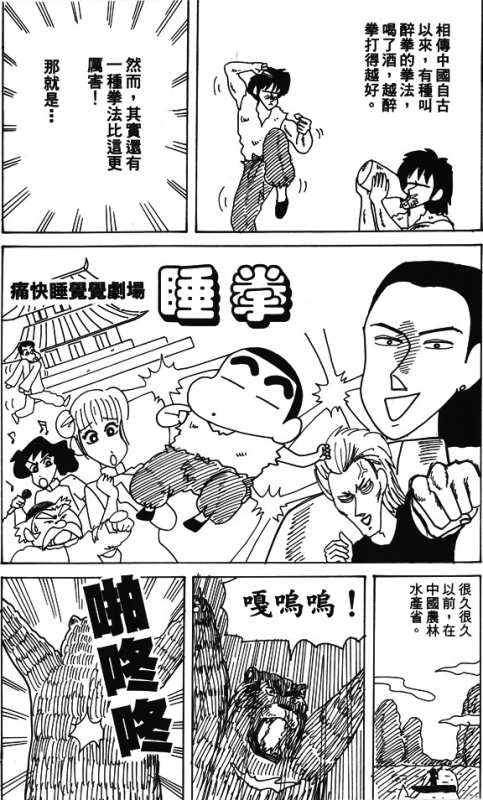 相傳中國自古
以來，有種叫
醉拳的拳法，
喝了酒，越醉
拳打得越好。
然而，其實還有
一種拳法比這更
厲害！
那就是…
痛快睡覺覺劇場
睡拳
很久很久
以前，在
中國農林
水產省。
嘎嗚嗚！
啪咚咚